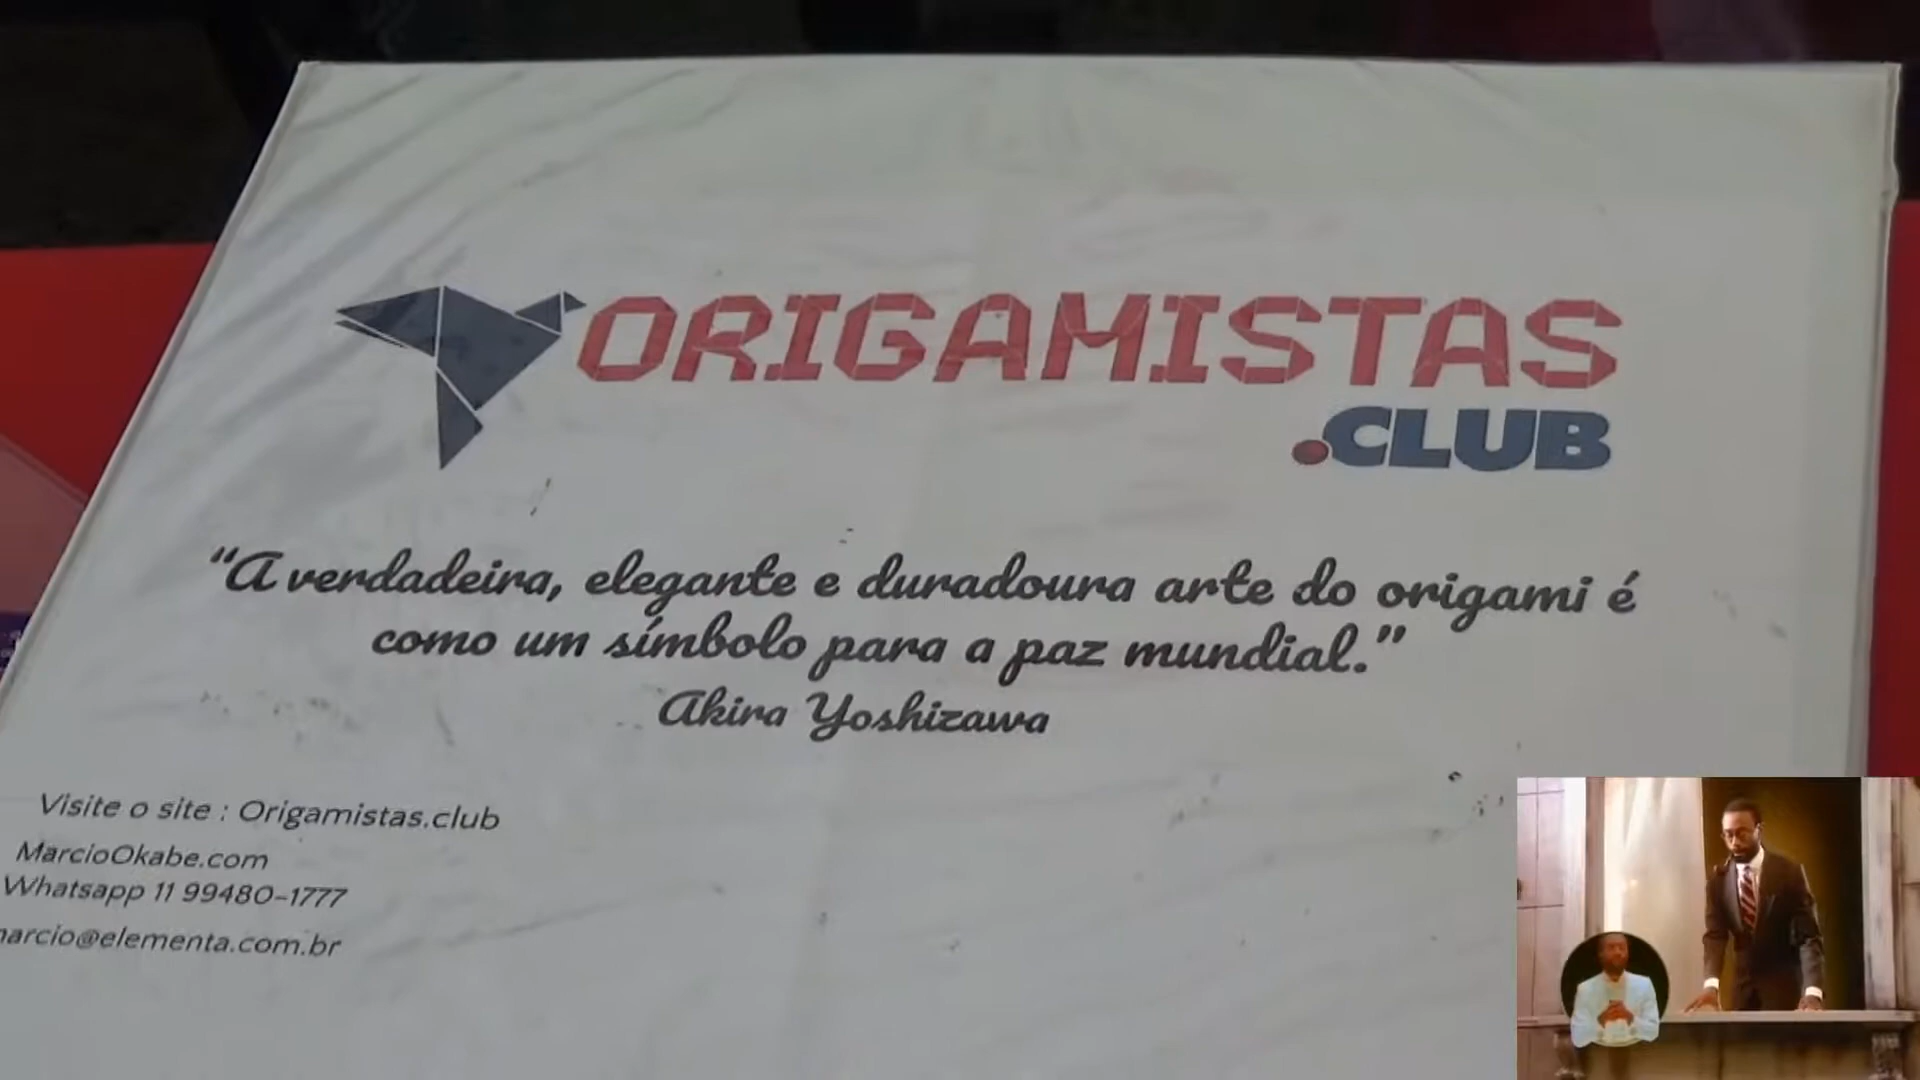 ORIGAMISTAS
.CLUB
“A verdadeira, elegante e duradoura arte do origami é
como um símbolo para a paz mundial.”
Akira Yoshizawa
Visite o site : Origamistas.club
MarcioOkabe.com
Whatsapp 11 99480-1777
marcio@elementa.com.br